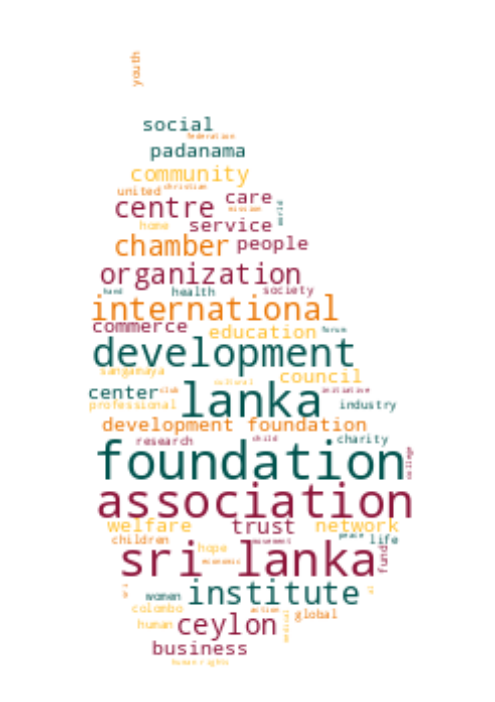 youth
social
federation
padanama
community
united christian
centre care
mission world
home service
chamber people
organization
hand health society
international
commerce education forum
development
sangamaya cultural council
center club lanka initiative
professional industry
development foundation
research child charity
foundation college
association
welfare trust network
children movement peace life
hope
sri lanka fund
economic
women institute
colombo action global
human ceylon medical
business
human rights